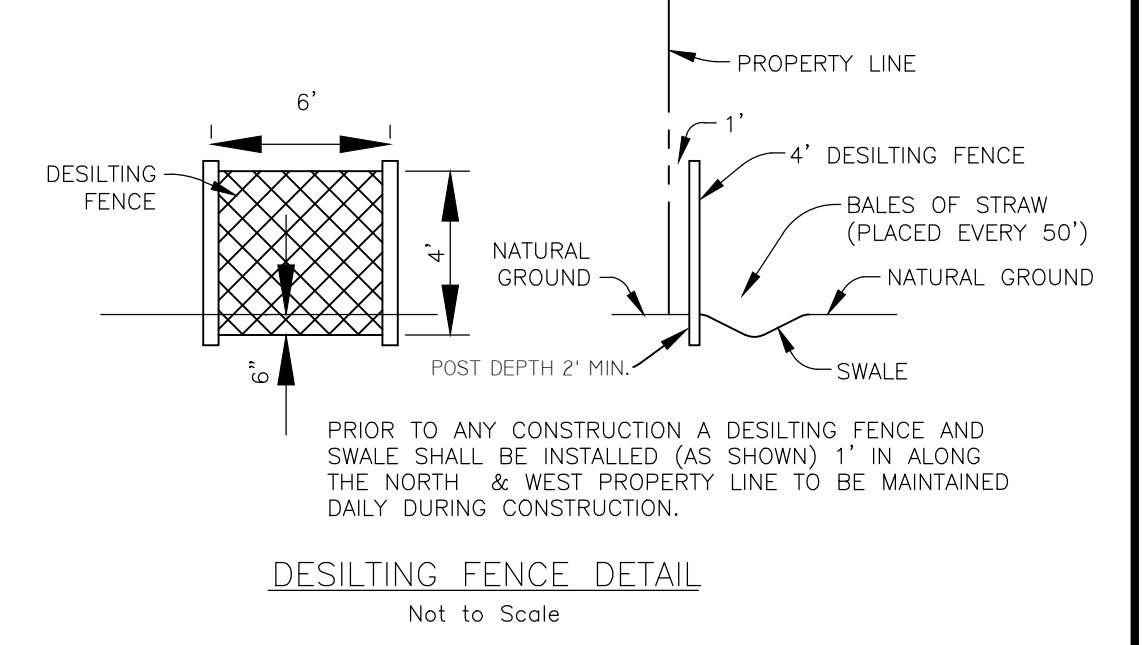 PROPERTY LINE
6'
1'
DESILTING
FENCE
4' DESILTING FENCE
BALES OF STRAW
(PLACED EVERY 50')
4'
NATURAL
GROUND
NATURAL GROUND
6"
POST DEPTH 2' MIN.
SWALE
PRIOR TO ANY CONSTRUCTION A DESILTING FENCE AND
SWALE SHALL BE INSTALLED (AS SHOWN) 1' IN ALONG
THE NORTH & WEST PROPERTY LINE TO BE MAINTAINED
DAILY DURING CONSTRUCTION.
DESILTING FENCE DETAIL
Not to Scale